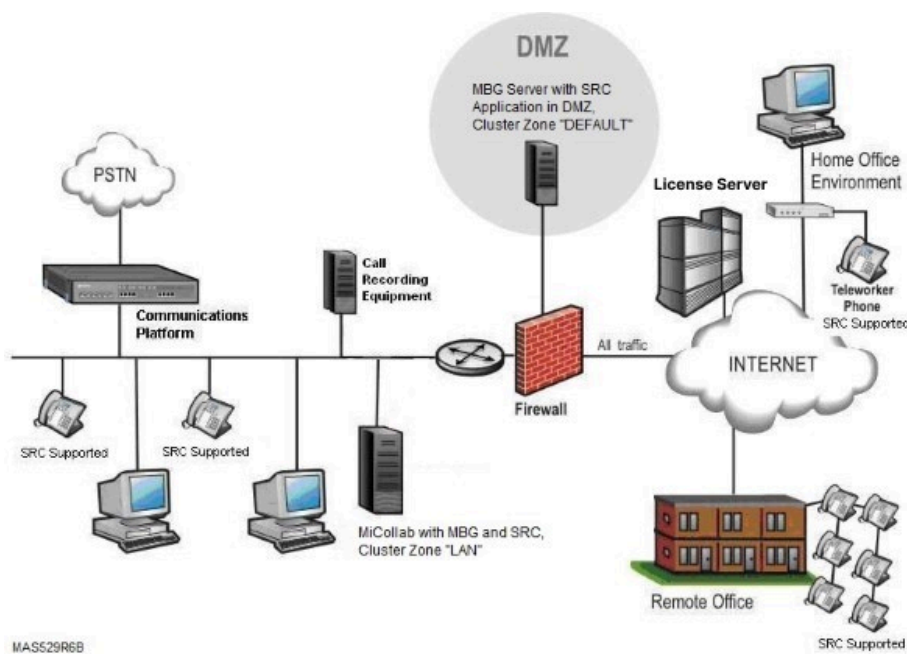 DMZ
MBG Server with SRC
Application in DMZ,
Cluster Zone "DEFAULT"
PSTN
Home Office
Environment
License Server
Call
Recording
Equipment
Communications
Platform
Teleworker
Phone
SRC Supported
All traffic
INTERNET
Firewall
SRC Supported
SRC Supported
MiCollab with MBG and SRC,
Cluster Zone "LAN"
Remote Office
SRC Supported
MAS529R6B